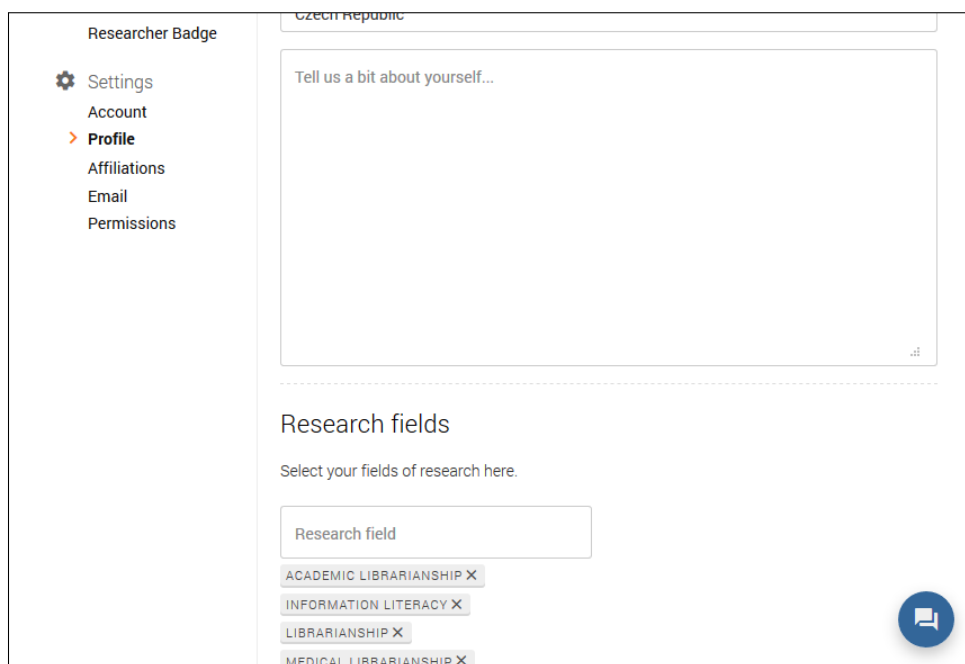 Researcher Badge
Settings
Account
Profile
Affiliations
Email
Permissions
Czech Republic
Tell us a bit about yourself...
Research fields
Select your fields of research here.
Research field
ACADEMIC LIBRARIANSHIP
INFORMATION LITERACY
LIBRARIANSHIP
MEDICAL LIBRARIANSHIP